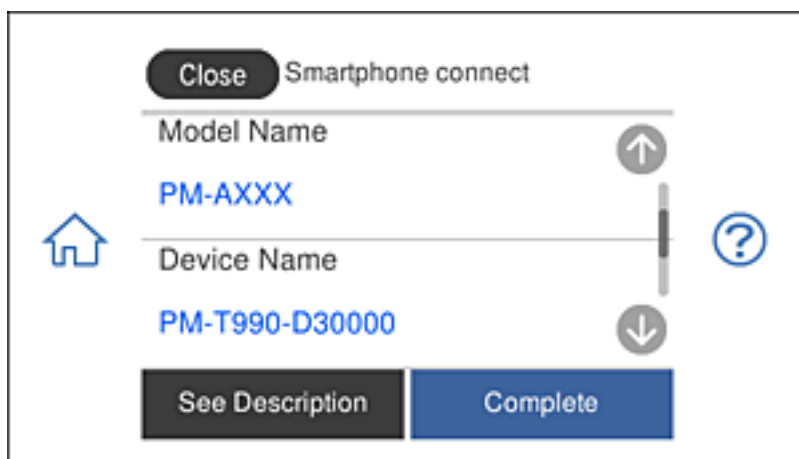 Close Smartphone connect
Model Name
PM-AXXX
Device Name
PM-T990-D30000
See Description Complete